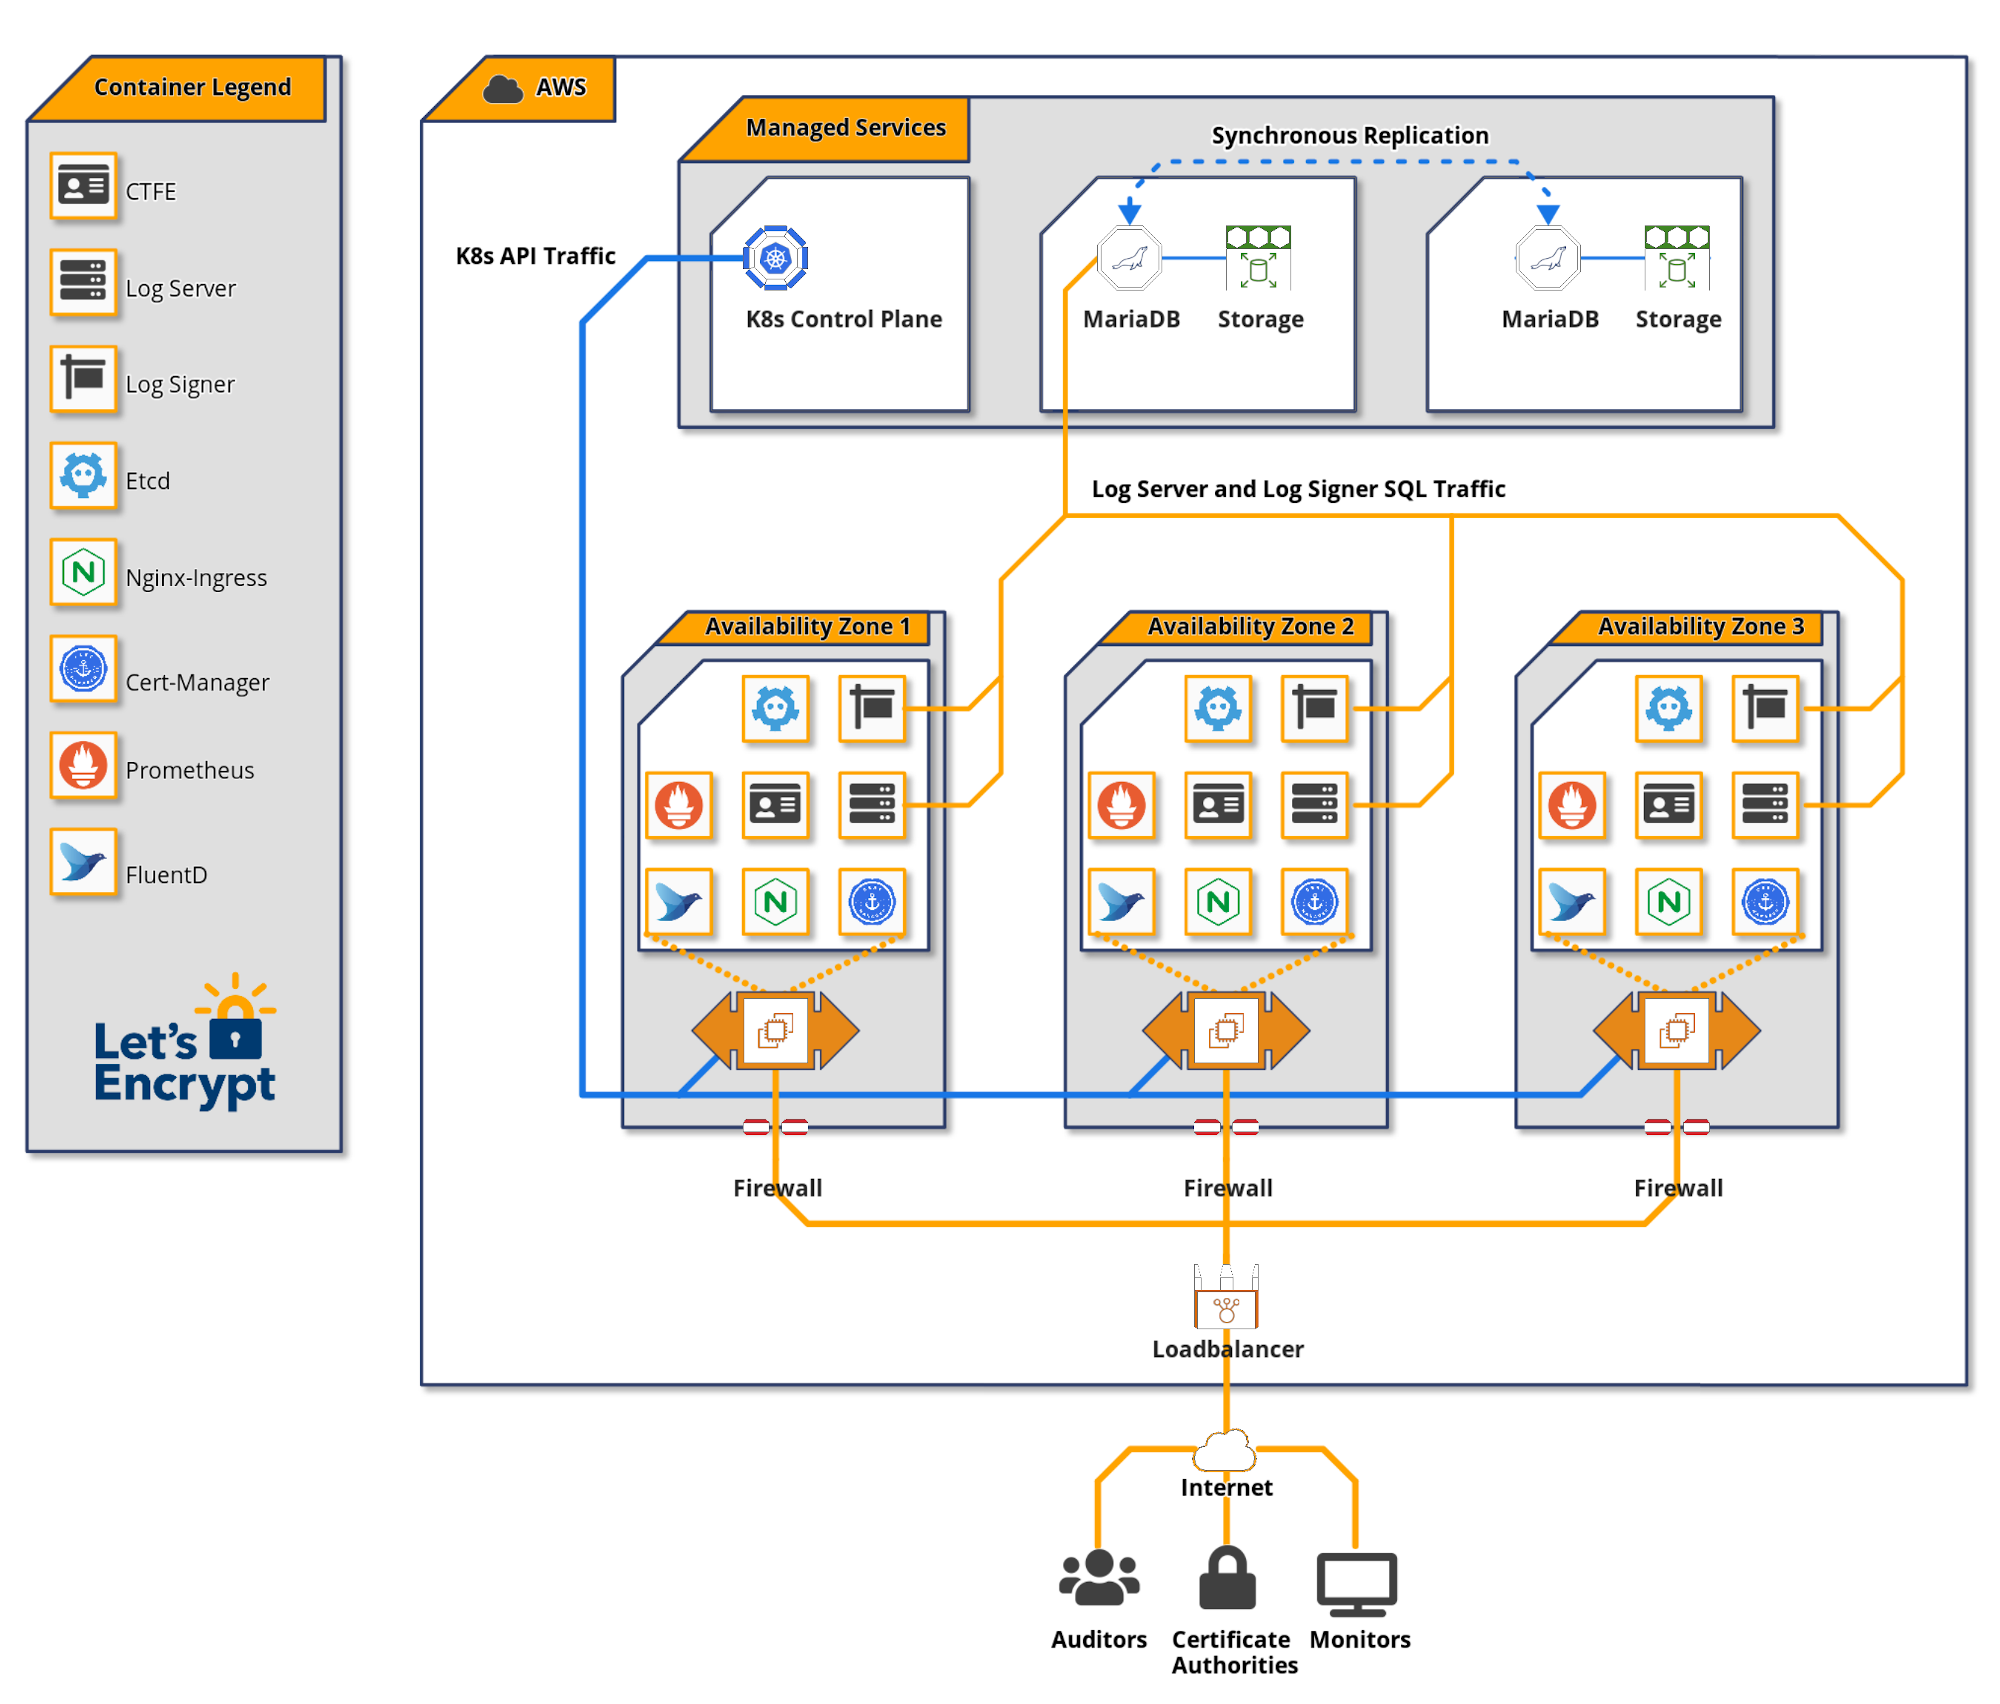 Container Legend
CTFE
Log Server
Log Signer
Etcd
Nginx-Ingress
Cert-Manager
Prometheus
FluentD
Let's
Encrypt
AWS
Managed Services
Synchronous Replication
K8s API Traffic
K8s Control Plane
MariaDB
Storage
MariaDB
Storage
Log Server and Log Signer SQL Traffic
Availability Zone 1
Availability Zone 2
Availability Zone 3
Firewall
Firewall
Firewall
Loadbalancer
Internet
Auditors
Certificate
Authorities
Monitors